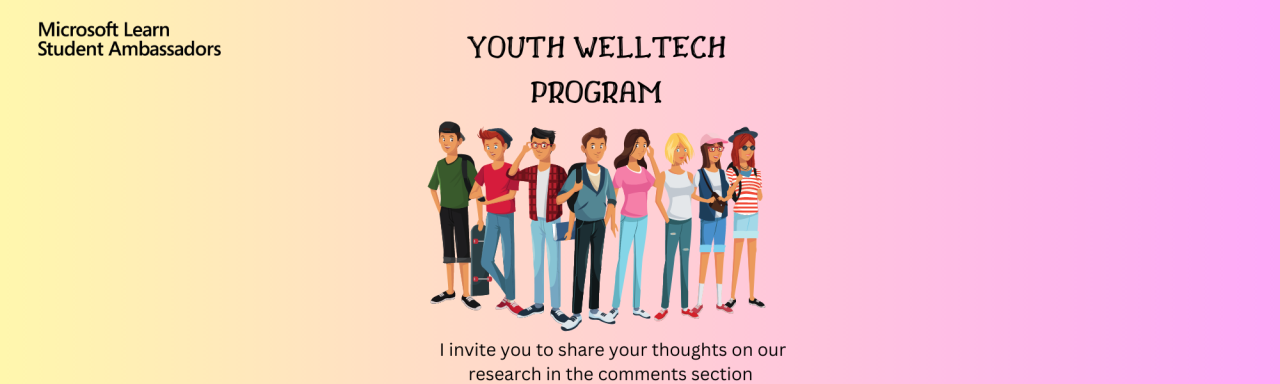 Microsoft Learn
Student Ambassadors
YOUTH WELLTECH
PROGRAM
I invite you to share your thoughts on our
research in the comments section